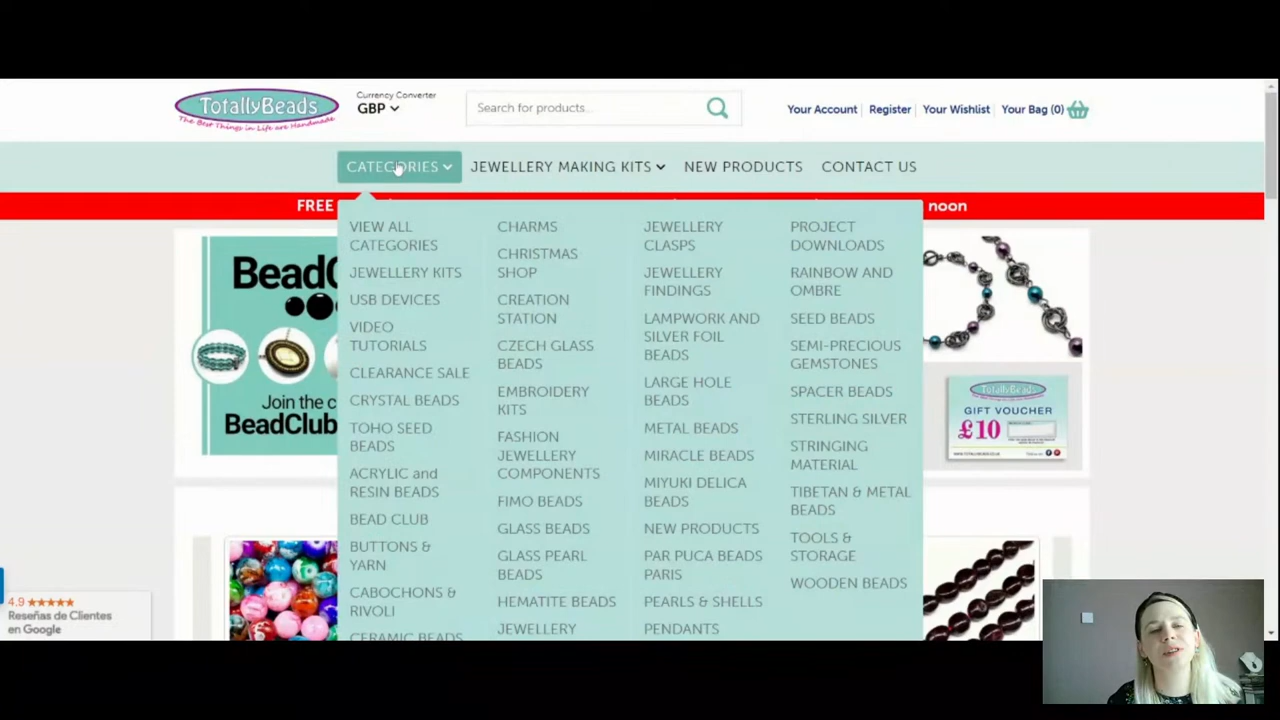 TotallyBeads
The Best Things in Life are Handmade
Currency Converter
GBP
Search for products...
Your Account
Register
Your Wishlist
Your Bag (0)
CATEGORIES
JEWELLERY MAKING KITS
NEW PRODUCTS
CONTACT US
FREE
noon
VIEW ALL
CATEGORIES
JEWELLERY KITS
USB DEVICES
VIDEO
TUTORIALS
CLEARANCE SALE
CRYSTAL BEADS
TOHO SEED
BEADS
ACRYLIC and
RESIN BEADS
BEAD CLUB
BUTTONS &
YARN
CABOCHONS &
RIVOLI
CERAMIC BEADS
CHARMS
CHRISTMAS
SHOP
CREATION
STATION
CZECH GLASS
BEADS
EMBROIDERY
KITS
FASHION
JEWELLERY
COMPONENTS
FIMO BEADS
GLASS BEADS
GLASS PEARL
BEADS
HEMATITE BEADS
JEWELLERY
JEWELLERY
CLASPS
JEWELLERY
FINDINGS
LAMPWORK AND
SILVER FOIL
BEADS
LARGE HOLE
BEADS
METAL BEADS
MIRACLE BEADS
MIYUKI DELICA
BEADS
NEW PRODUCTS
PAR PUCA BEADS
PARIS
PEARLS & SHELLS
PENDANTS
PROJECT
DOWNLOADS
RAINBOW AND
OMBRE
SEED BEADS
SEMI-PRECIOUS
GEMSTONES
SPACER BEADS
STERLING SILVER
STRINGING
MATERIAL
TIBETAN & METAL
BEADS
TOOLS &
STORAGE
WOODEN BEADS
BeadC
Join the c
BeadClub
TotallyBeads
GIFT VOUCHER
£10
4,9
Reseñas de Clientes
en Google